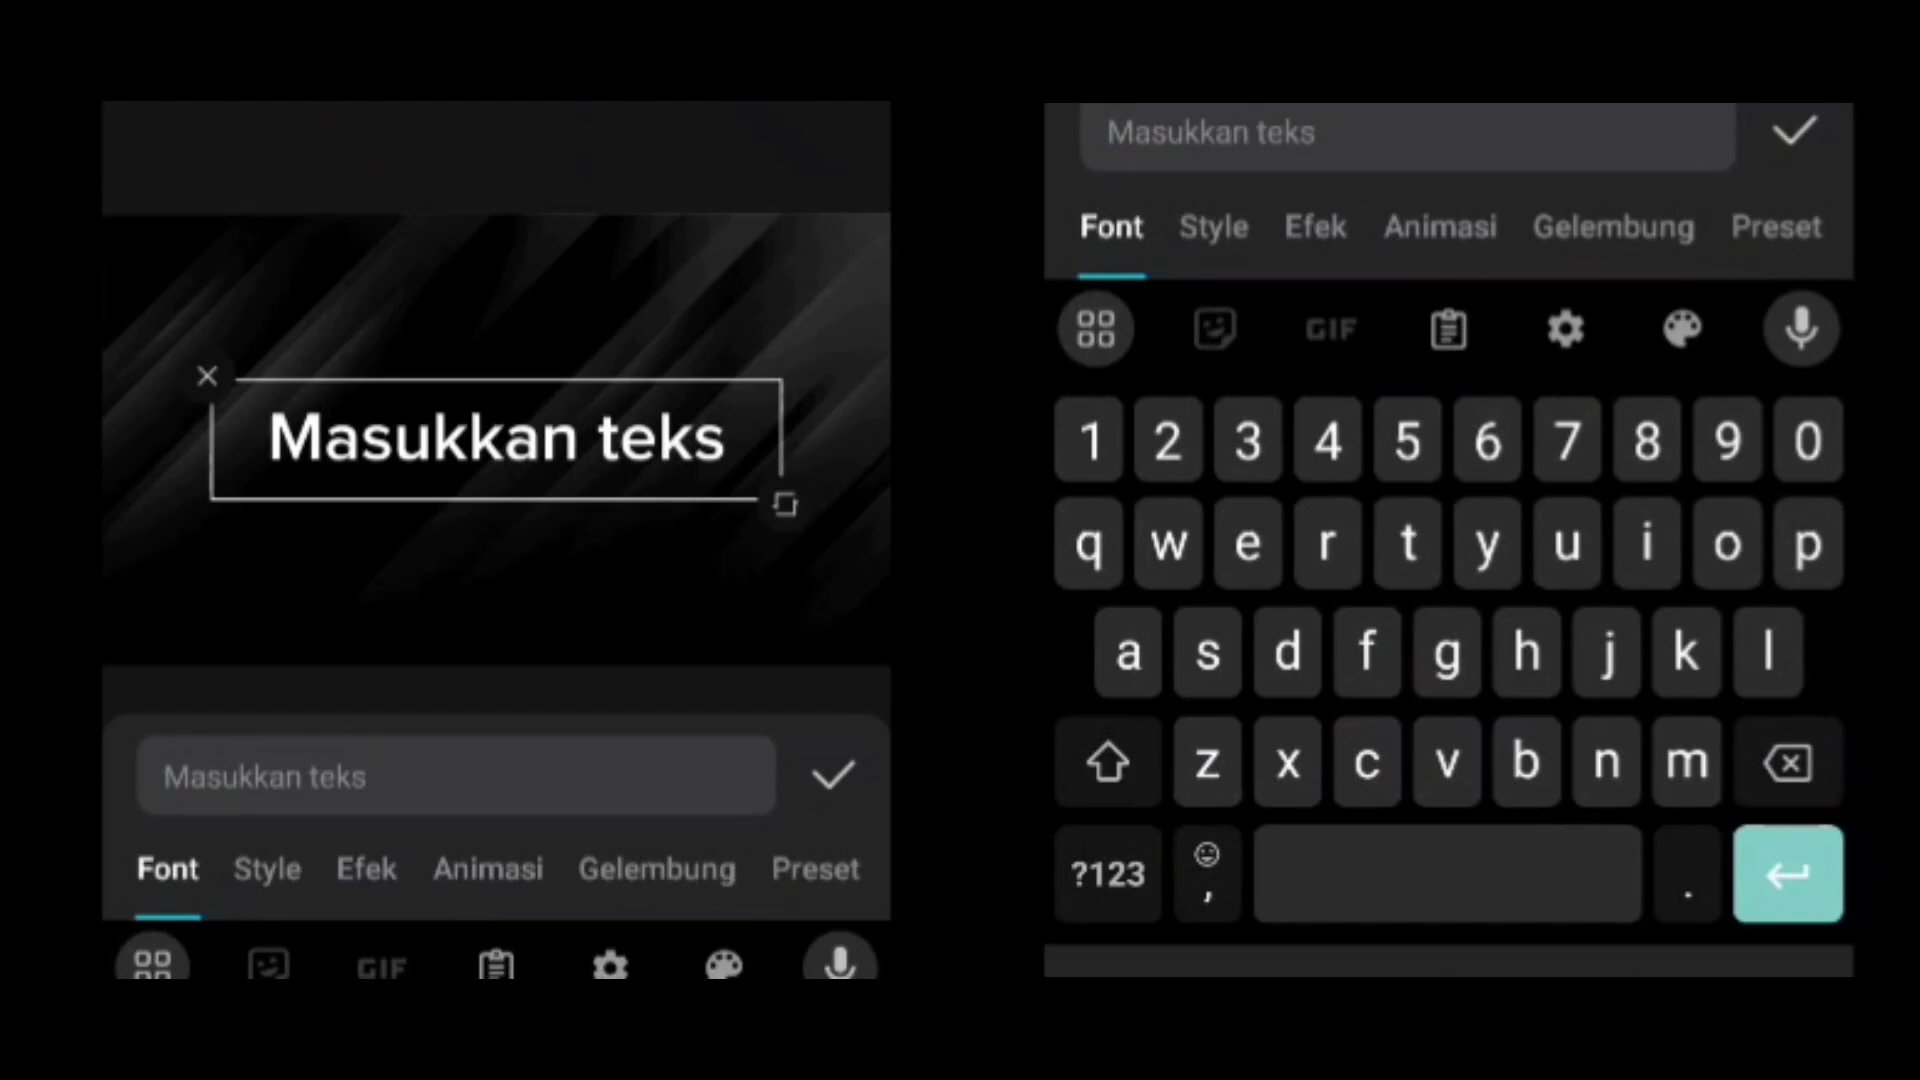 Masukkan teks
Masukkan teks
Font Style Efek Animasi Gelembung Preset
GIF
Masukkan teks
Font Style Efek Animasi Gelembung Preset
GIF
1 2 3 4 5 6 7 8 9 0
q w e r t y u i o p
a s d f g h j k l
z x c v b n m
?123 , .